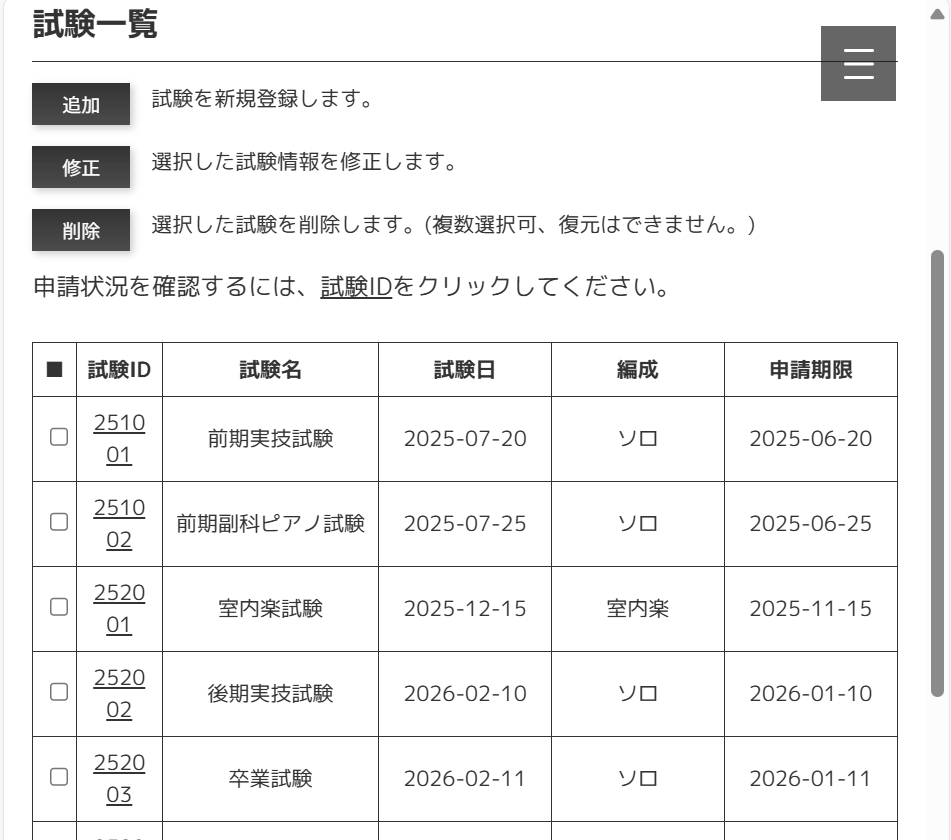 試験一覧
追加 試験を新規登録します。
修正 選択した試験情報を修正します。
削除 選択した試験を削除します。(複数選択可、復元はできません。)
申請状況を確認するには、試験IDをクリックしてください。
■ 試験ID 試験名 試験日 編成 申請期限
251001 前期実技試験 2025-07-20 ソロ 2025-06-20
251002 前期副科ピアノ試験 2025-07-25 ソロ 2025-06-25
252001 室内楽試験 2025-12-15 室内楽 2025-11-15
252002 後期実技試験 2026-02-10 ソロ 2026-01-10
252003 卒業試験 2026-02-11 ソロ 2026-01-11